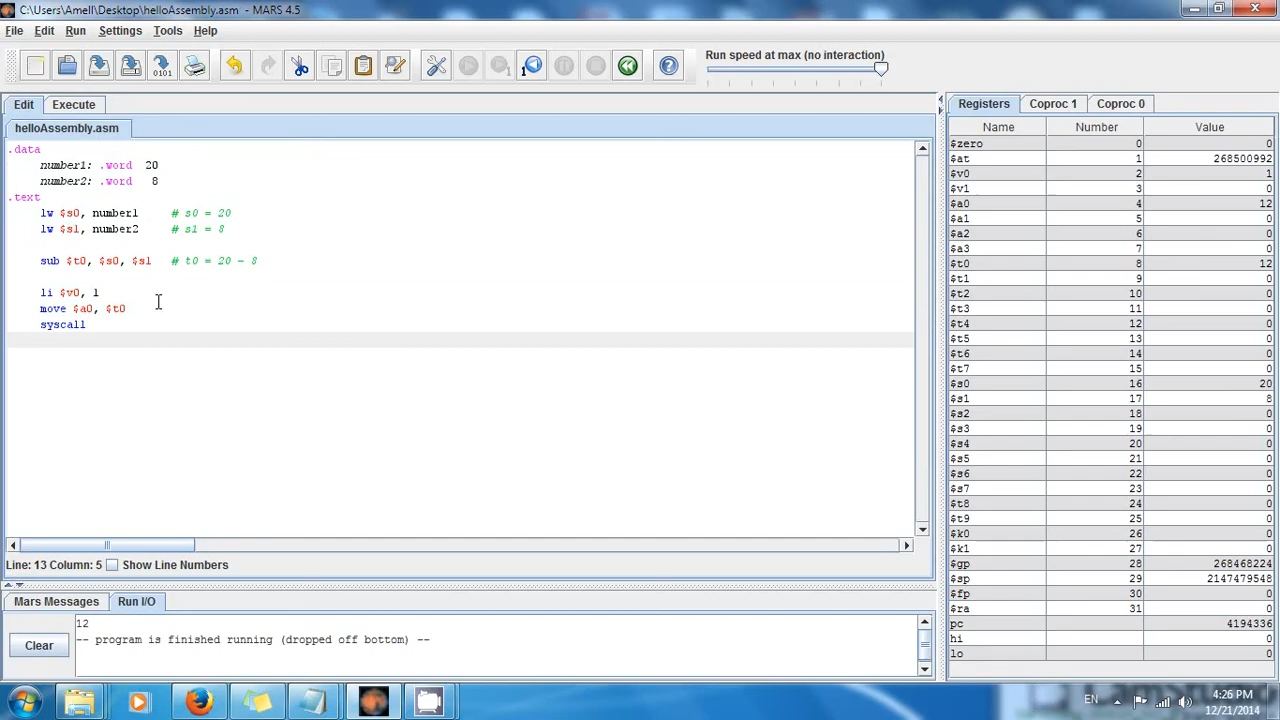 C:\Users\Amell\Desktop\helloAssembly.asm - MARS 4.5
File Edit Run Settings Tools Help
Run speed at max (no interaction)
Edit Execute
helloAssembly.asm
.data
number1: .word 20
number2: .word 8
.text
lw $s0, number1 # s0 = 20
lw $s1, number2 # s1 = 8
sub $t0, $s0, $s1 # t0 = 20 - 8
li $v0, 1
move $a0, $t0
syscall
Line: 13 Column: 5 Show Line Numbers
Mars Messages Run I/O
Clear
12
-- program is finished running (dropped off bottom) --
Registers Coproc 1 Coproc 0
Name Number Value
$zero 0 0
$at 1 268500992
$v0 2 1
$v1 3 0
$a0 4 12
$a1 5 0
$a2 6 0
$a3 7 0
$t0 8 12
$t1 9 0
$t2 10 0
$t3 11 0
$t4 12 0
$t5 13 0
$t6 14 0
$t7 15 0
$s0 16 20
$s1 17 8
$s2 18 0
$s3 19 0
$s4 20 0
$s5 21 0
$s6 22 0
$s7 23 0
$t8 24 0
$t9 25 0
$k0 26 0
$k1 27 0
$gp 28 268468224
$sp 29 2147479548
$fp 30 0
$ra 31 0
pc 4194336
hi 0
lo 0
EN
4:26 PM
12/21/2014